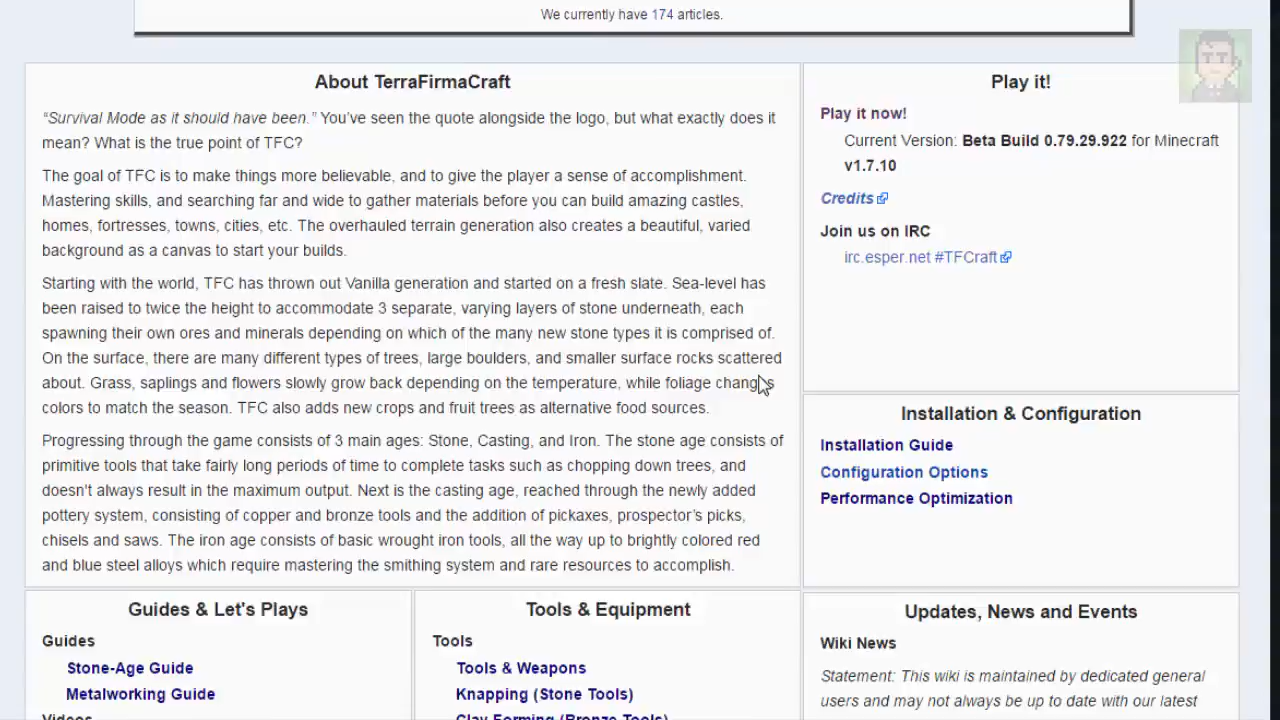 We currently have 174 articles.
About TerraFirmaCraft
“Survival Mode as it should have been.” You've seen the quote alongside the logo, but what exactly does it
mean? What is the true point of TFC?
The goal of TFC is to make things more believable, and to give the player a sense of accomplishment.
Mastering skills, and searching far and wide to gather materials before you can build amazing castles,
homes, fortresses, towns, cities, etc. The overhauled terrain generation also creates a beautiful, varied
background as a canvas to start your builds.
Starting with the world, TFC has thrown out Vanilla generation and started on a fresh slate. Sea-level has
been raised to twice the height to accommodate 3 separate, varying layers of stone underneath, each
spawning their own ores and minerals depending on which of the many new stone types it is comprised of.
On the surface, there are many different types of trees, large boulders, and smaller surface rocks scattered
about. Grass, saplings and flowers slowly grow back depending on the temperature, while foliage changes
colors to match the season. TFC also adds new crops and fruit trees as alternative food sources.
Progressing through the game consists of 3 main ages: Stone, Casting, and Iron. The stone age consists of
primitive tools that take fairly long periods of time to complete tasks such as chopping down trees, and
doesn't always result in the maximum output. Next is the casting age, reached through the newly added
pottery system, consisting of copper and bronze tools and the addition of pickaxes, prospector's picks,
chisels and saws. The iron age consists of basic wrought iron tools, all the way up to brightly colored red
and blue steel alloys which require mastering the smithing system and rare resources to accomplish.
Play it!
Play it now!
Current Version: Beta Build 0.79.29.922 for Minecraft
v1.7.10
Credits
Join us on IRC
irc.esper.net #TFCraft
Installation & Configuration
Installation Guide
Configuration Options
Performance Optimization
Guides & Let's Plays
Guides
Stone-Age Guide
Metalworking Guide
Videos
Tools & Equipment
Tools
Tools & Weapons
Knapping (Stone Tools)
Clay Forming (Bronze Tools)
Updates, News and Events
Wiki News
Statement: This wiki is maintained by dedicated general
users and may not always be up to date with our latest